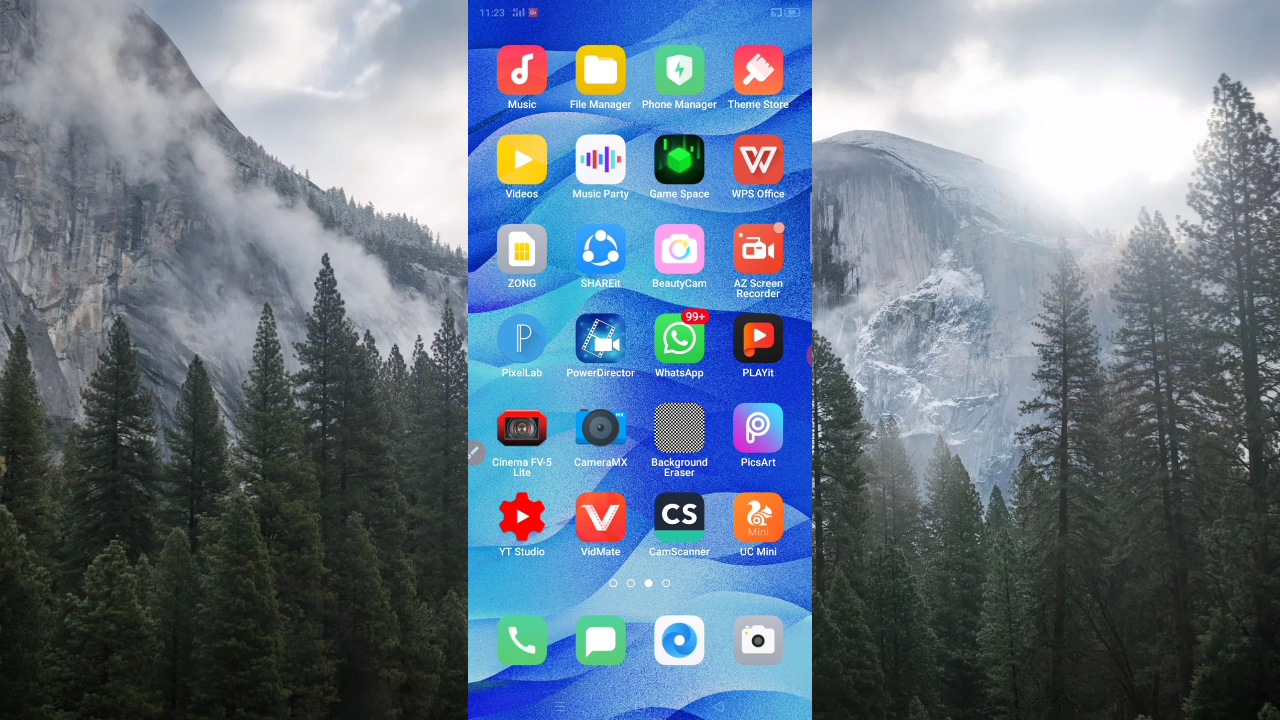 11:23
Music File Manager Phone Manager Theme Store
Videos Music Party Game Space WPS Office
ZONG SHAREit BeautyCam AZ Screen
Recorder
99+
PixelLab PowerDirector WhatsApp PLAYit
Cinema FV-5 CameraMX Background PicsArt
Lite Eraser
CS
Mini
YT Studio VidMate CamScanner UC Mini